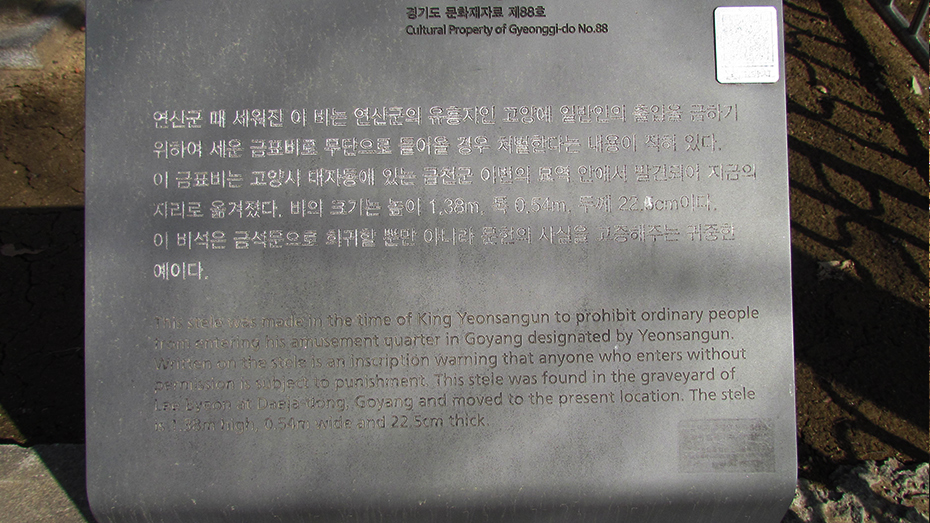 경기도 문화재자료 제88호
Cultural Property of Gyeonggi-do No.88
연산군 때 세워진 이 비는 연산군의 유흥지인 고양에 일반인의 출입을 금하기
위하여 세운 금표비로 무단으로 들어올 경우 처벌한다는 내용이 적혀 있다.
이 금표비는 고양시 대자동에 있는 금천군 이변의 묘역 안에서 발견되어 지금의
자리로 옮겨졌다. 비의 크기는 높이 1.38m, 폭 0.54m, 두께 22.5cm이다.
이 비석은 금석문으로 희귀할 뿐만 아니라 문헌의 사실을 고증해주는 귀중한
예이다.
This stele was made in the time of King Yeonsangun to prohibit ordinary people
from entering his amusement quarter in Goyang designated by Yeonsangun.
Written on the stele is an inscription warning that anyone who enters without
permission is subject to punishment. This stele was found in the graveyard of
Lee Byeon at Daeja-dong, Goyang and moved to the present location. The stele
is 1.38m high, 0.54m wide and 22.5cm thick.